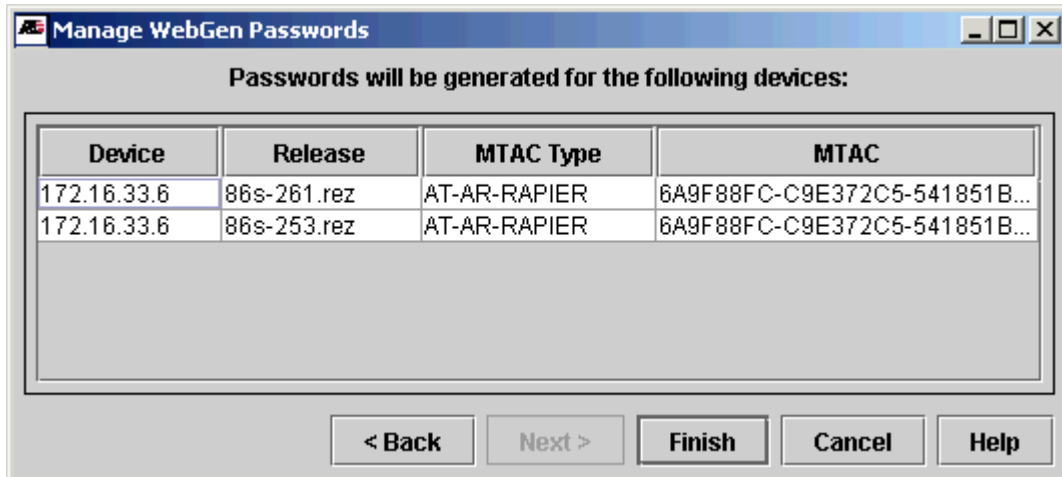 Manage WebGen Passwords
Passwords will be generated for the following devices:
Device Release MTAC Type MTAC
172.16.33.6 86s-261.rez AT-AR-RAPIER 6A9F88FC-C9E372C5-541851B...
172.16.33.6 86s-253.rez AT-AR-RAPIER 6A9F88FC-C9E372C5-541851B...
< Back Next > Finish Cancel Help